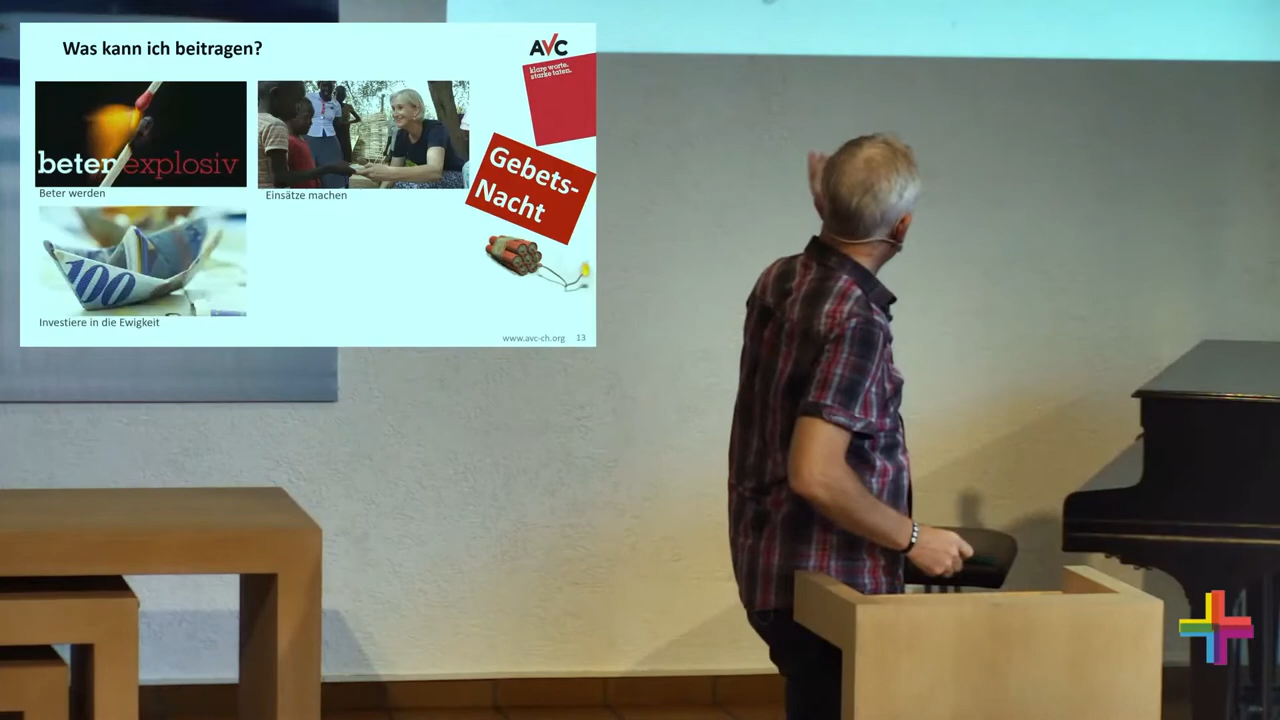 Was kann ich beitragen?
AVC
klare worte.
starke taten.
beten explosiv
Beter werden
Einsätze machen
Gebets-
Nacht
100
Investiere in die Ewigkeit
www.avc-ch.org 13